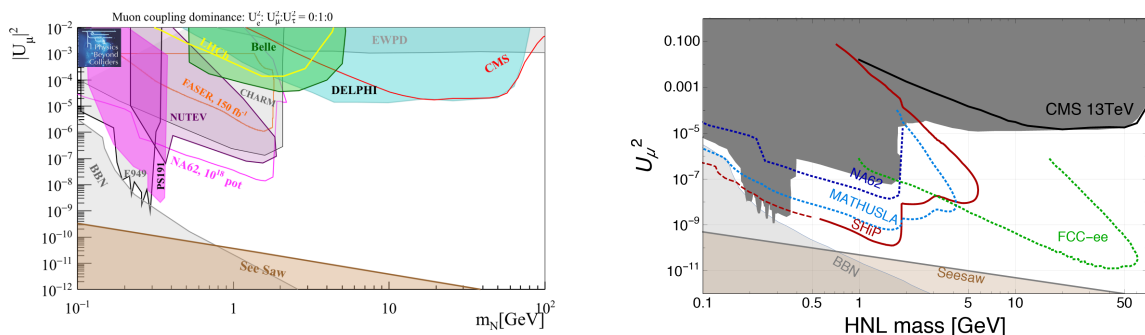 Muon coupling dominance: U²ₑ: U²μ:U²τ = 0:1:0
|Uμ|²
10⁻²
10⁻³
10⁻⁴
10⁻⁵
10⁻⁶
10⁻⁷
10⁻⁸
10⁻⁹
10⁻¹⁰
10⁻¹¹
10⁻¹²
Physics
Beyond
Colliders
LHCb
Belle
EWPD
CMS
DELPHI
FASER, 150 fb⁻¹
CHARM
NUTEV
NA62, 10¹⁸ pot
PS191
E949
BBN
See Saw
10⁻¹
1
10
10²
m_N[GeV]
Uμ²
0.100
0.001
10⁻⁵
10⁻⁷
10⁻⁹
10⁻¹¹
CMS 13TeV
NA62
MATHUSLA
SHiP
FCC-ee
Seesaw
BBN
0.1
0.5
1
5
10
50
HNL mass [GeV]